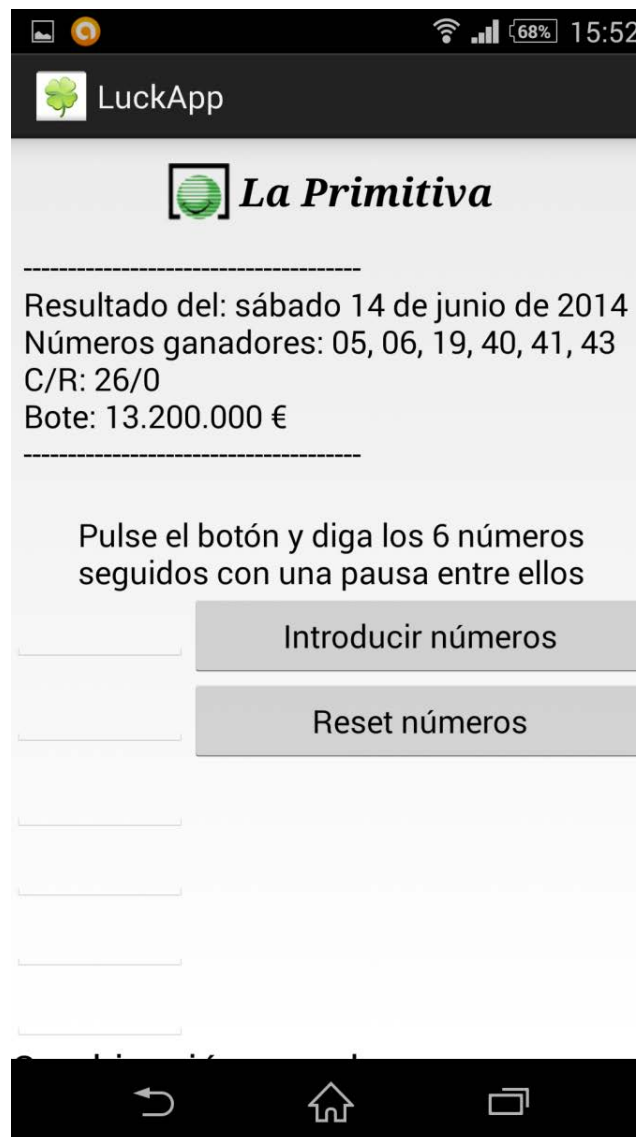 68% 15:52
LuckApp
La Primitiva
--------------------------------------
Resultado del: sábado 14 de junio de 2014
Números ganadores: 05, 06, 19, 40, 41, 43
C/R: 26/0
Bote: 13.200.000 €
--------------------------------------
Pulse el botón y diga los 6 números
seguidos con una pausa entre ellos
Introducir números
Reset números